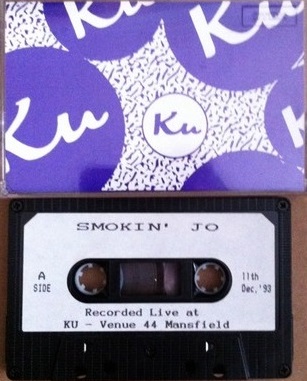 Ku
Ku
Ku
Ku
SMOKIN' JO
A
SIDE
11th
Dec,'93
Recorded Live at
KU - Venue 44 Mansfield